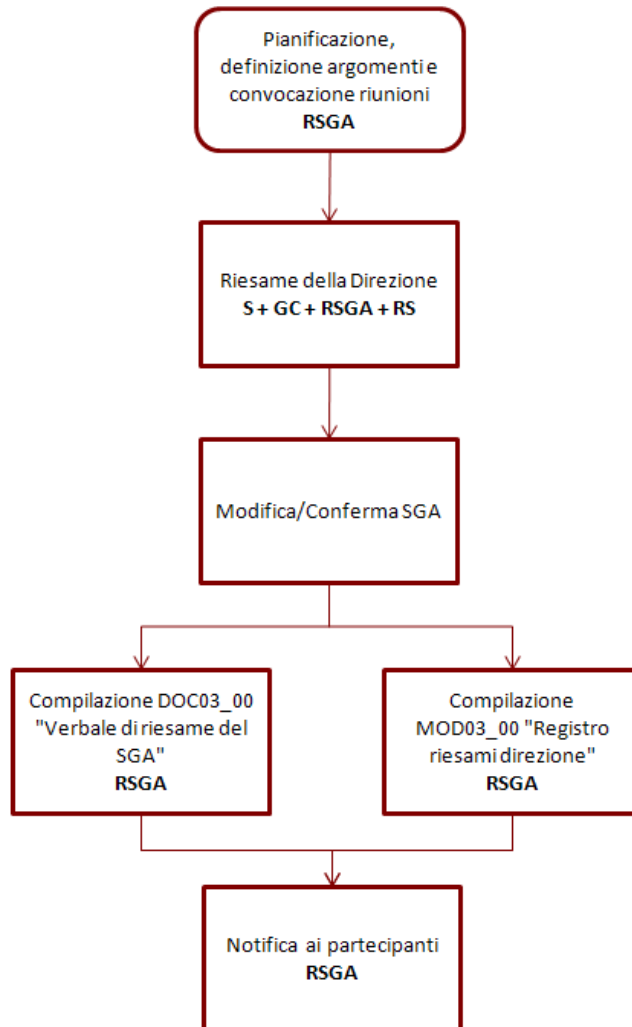 Pianificazione,
definizione argomenti e
convocazione riunioni
RSGA
Riesame della Direzione
S + GC + RSGA + RS
Modifica/Conferma SGA
Compilazione DOC03_00
"Verbale di riesame del
SGA"
RSGA
Compilazione
MOD03_00 "Registro
riesami direzione"
RSGA
Notifica ai partecipanti
RSGA